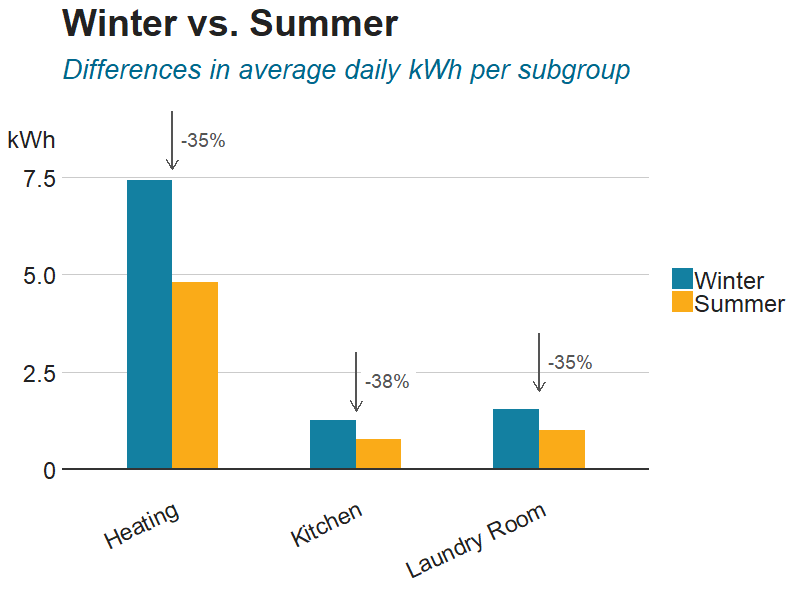 Winter vs. Summer
Differences in average daily kWh per subgroup
kWh
-35%
7.5
5.0
Winter
Summer
-35%
2.5
-38%
0
Heating
Kitchen
Laundry Room